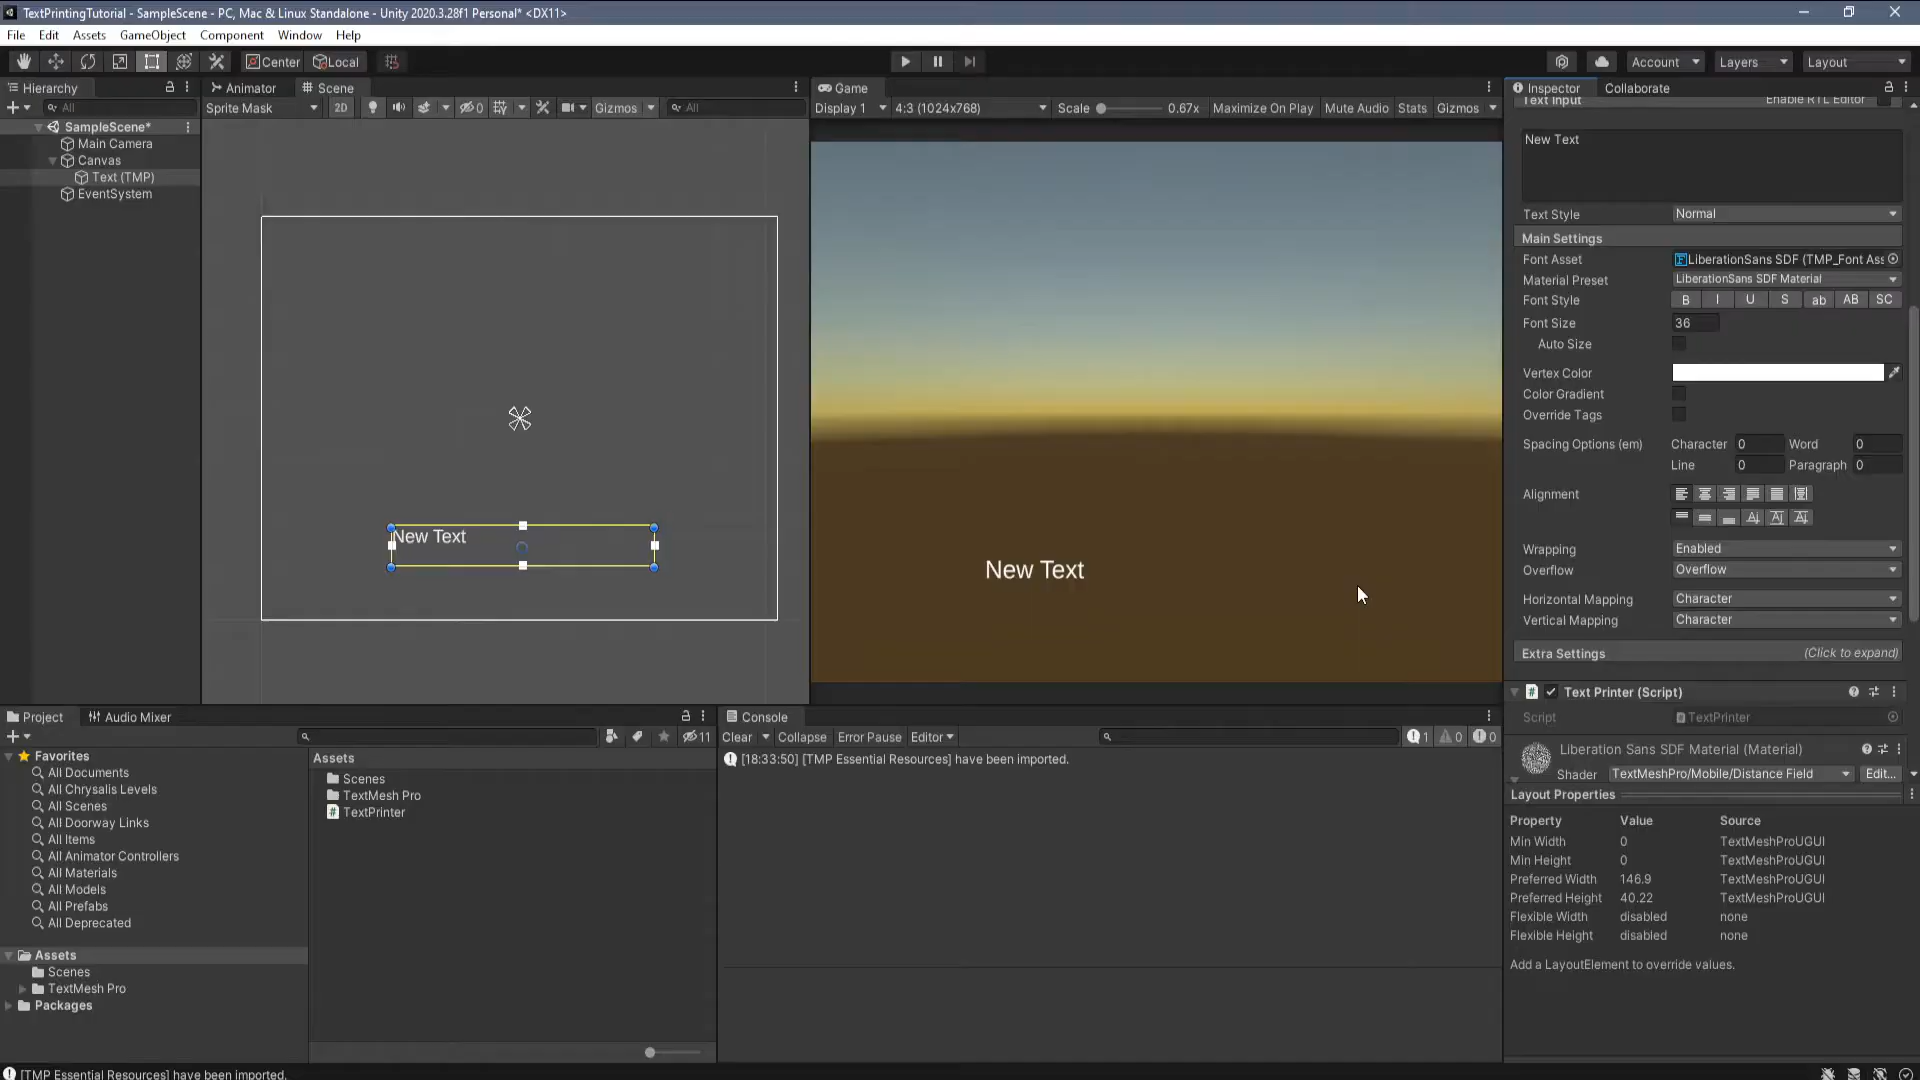 TextPrintingTutorial - SampleScene - PC, Mac & Linux Standalone - Unity 2020.3.28f1 Personal* <DX11>
File Edit Assets GameObject Component Window Help
Center Local
Account Layers Layout
Hierarchy
All
SampleScene*
Main Camera
Canvas
Text (TMP)
EventSystem
Animator Scene
Sprite Mask 2D 0 Gizmos All
New Text
Game
Display 1 4:3 (1024x768) Scale 0.67x Maximize On Play Mute Audio Stats Gizmos
New Text
Inspector Collaborate
Text Input Enable RTL Editor
New Text
Text Style Normal
Main Settings
Font Asset LiberationSans SDF (TMP_Font Ass
Material Preset LiberationSans SDF Material
Font Style B I U S ab AB SC
Font Size 36
Auto Size
Vertex Color
Color Gradient
Override Tags
Spacing Options (em) Character 0 Word 0
Line 0 Paragraph 0
Alignment
Wrapping Enabled
Overflow Overflow
Horizontal Mapping Character
Vertical Mapping Character
Extra Settings (Click to expand)
Text Printer (Script)
Script TextPrinter
Liberation Sans SDF Material (Material)
Shader TextMeshPro/Mobile/Distance Field Edit...
Layout Properties
Property Value Source
Min Width 0 TextMeshProUGUI
Min Height 0 TextMeshProUGUI
Preferred Width 146.9 TextMeshProUGUI
Preferred Height 40.22 TextMeshProUGUI
Flexible Width disabled none
Flexible Height disabled none
Add a LayoutElement to override values.
Project Audio Mixer
11
Favorites
All Documents
All Chrysalis Levels
All Scenes
All Doorway Links
All Items
All Animator Controllers
All Materials
All Models
All Prefabs
All Deprecated
Assets
Scenes
TextMesh Pro
Packages
Assets
Scenes
TextMesh Pro
TextPrinter
Console
Clear Collapse Error Pause Editor 1 0 0
[18:33:50] [TMP Essential Resources] have been imported.
[TMP Essential Resources] have been imported.